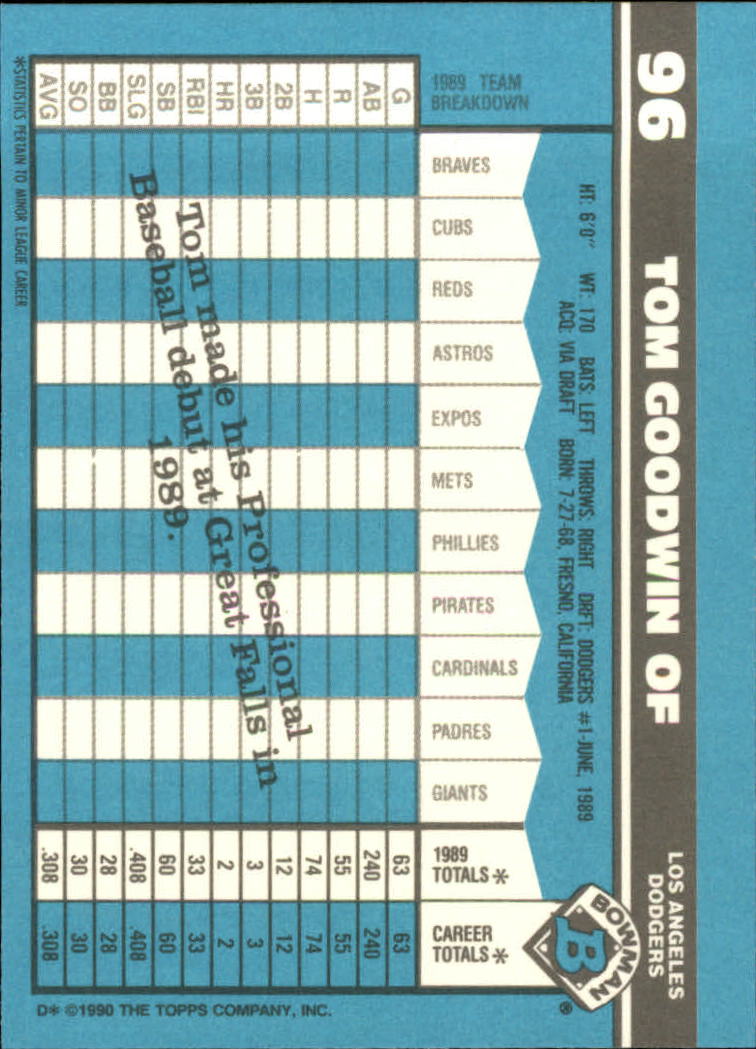 96 TOM GOODWIN OF
LOS ANGELES
DODGERS
HT: 6'0" WT: 170 BATS: LEFT THROWS: RIGHT DRFT: DODGERS #1-JUNE, 1989
ACQ: VIA DRAFT BORN: 7-27-68, FRESNO, CALIFORNIA
BOWMAN
B
®
1989 TEAM
BREAKDOWN
G AB R H 2B 3B HR RBI SB SLG BB SO AVG
BRAVES
CUBS
REDS
ASTROS
EXPOS
METS
PHILLIES
PIRATES
CARDINALS
PADRES
GIANTS
1989
TOTALS* 63 240 55 74 12 3 2 33 60 .408 28 30 .308
CAREER
TOTALS* 63 240 55 74 12 3 2 33 60 .408 28 30 .308
Tom made his Professional
Baseball debut at Great Falls in
1989.
*STATISTICS PERTAIN TO MINOR LEAGUE CAREER
D* ©1990 THE TOPPS COMPANY, INC.